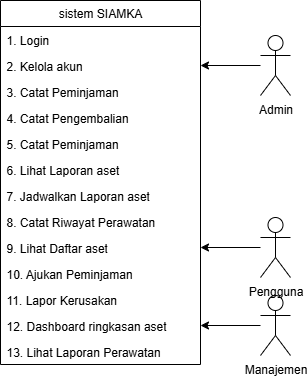 sistem SIAMKA
1. Login
2. Kelola akun
3. Catat Peminjaman
4. Catat Pengembalian
5. Catat Peminjaman
6. Lihat Laporan aset
7. Jadwalkan Laporan aset
8. Catat Riwayat Perawatan
9. Lihat Daftar aset
10. Ajukan Peminjaman
11. Lapor Kerusakan
12. Dashboard ringkasan aset
13. Lihat Laporan Perawatan
Admin
Pengguna
Manajemen